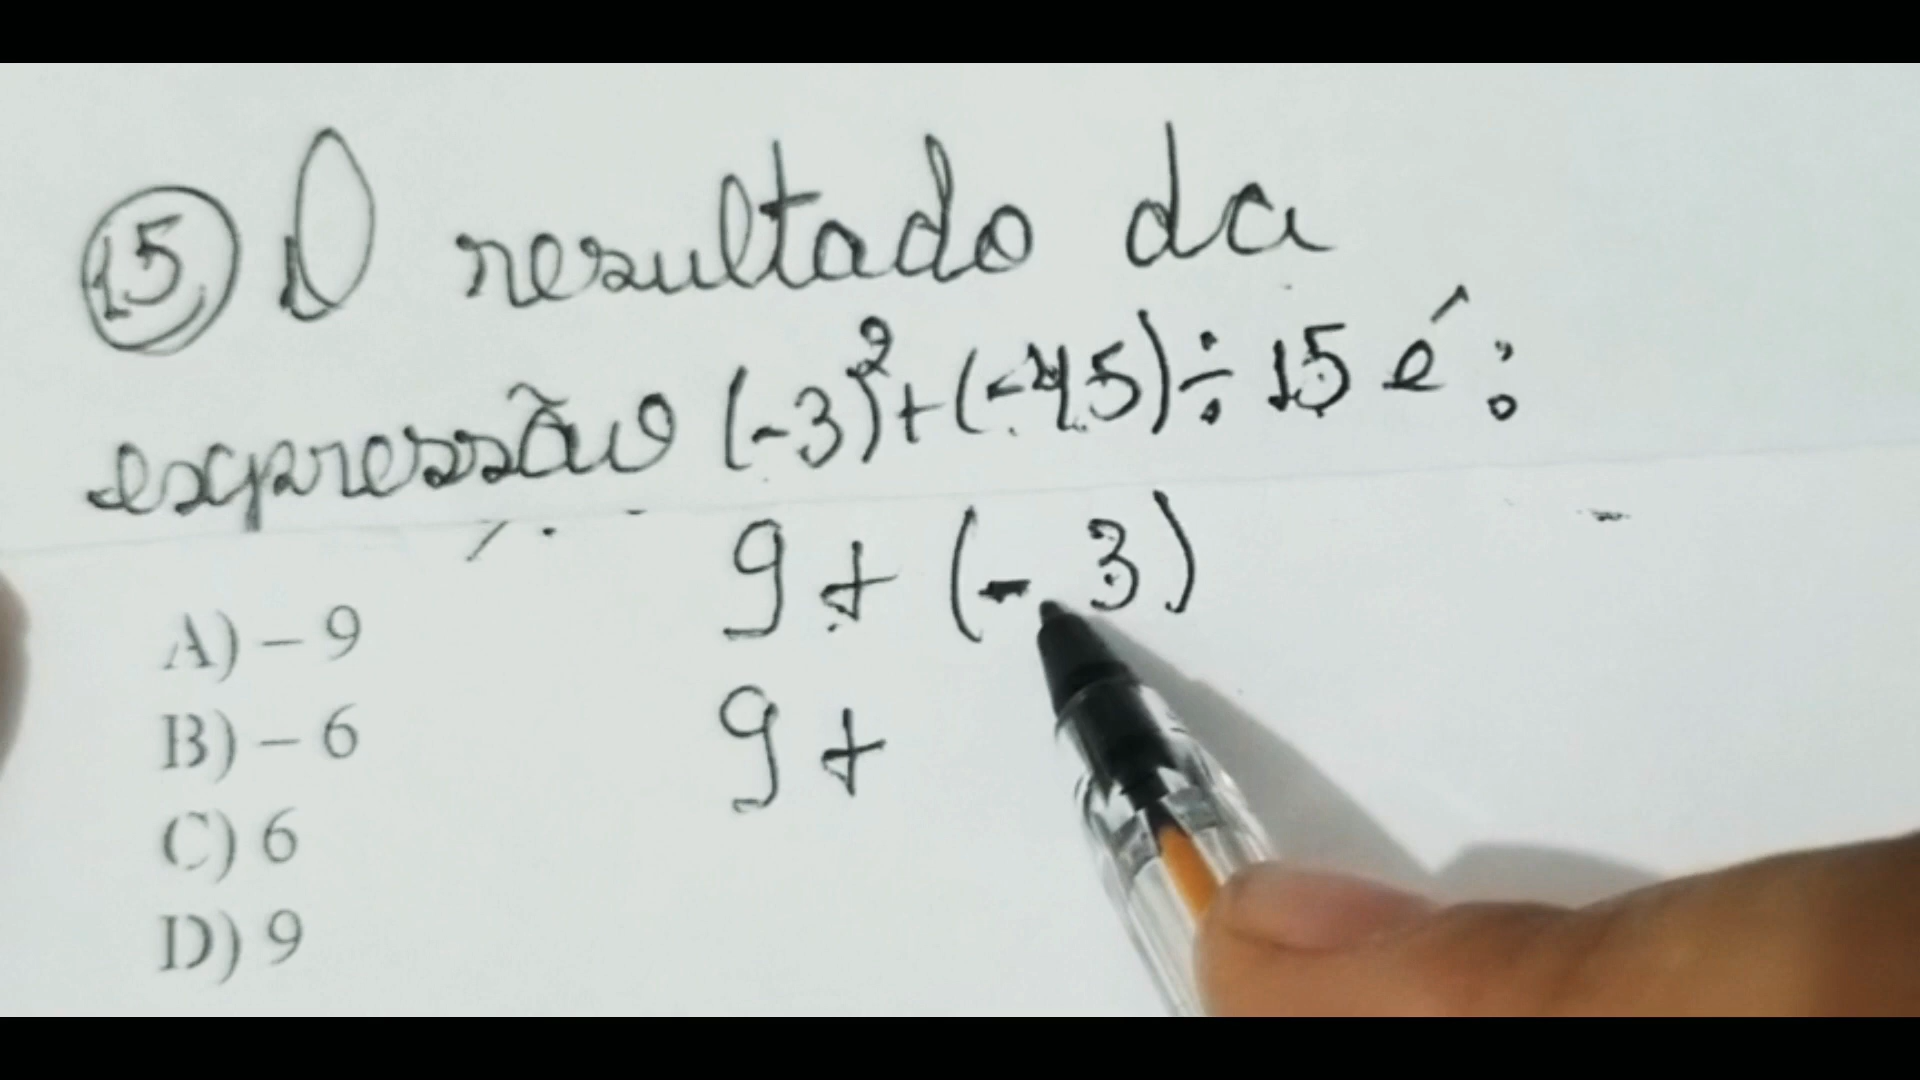 15 O resultado da
expressão (-3)²+(-45)÷15 é:
9 + (- 3)
9 +
A) – 9
B) – 6
C) 6
D) 9